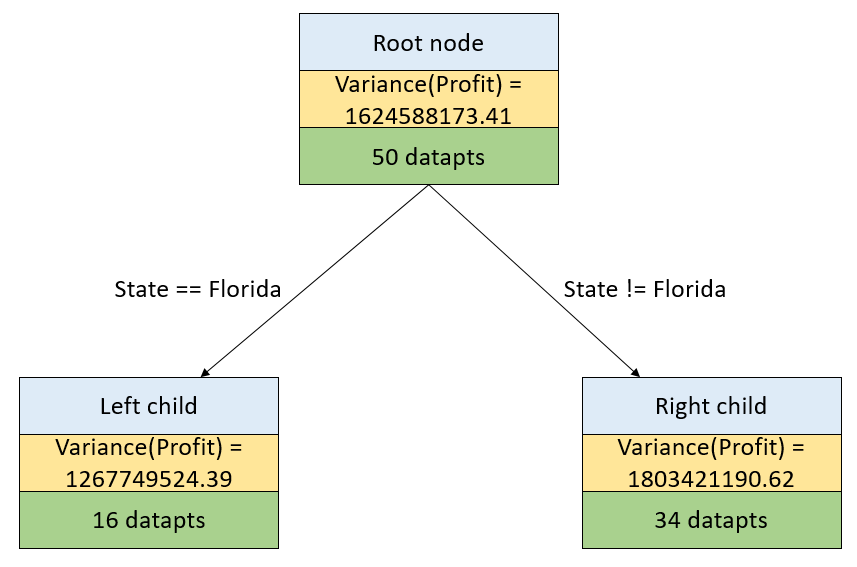 Root node
Variance(Profit) =
1624588173.41
50 datapts
State == Florida
State != Florida
Left child
Variance(Profit) =
1267749524.39
16 datapts
Right child
Variance(Profit) =
1803421190.62
34 datapts